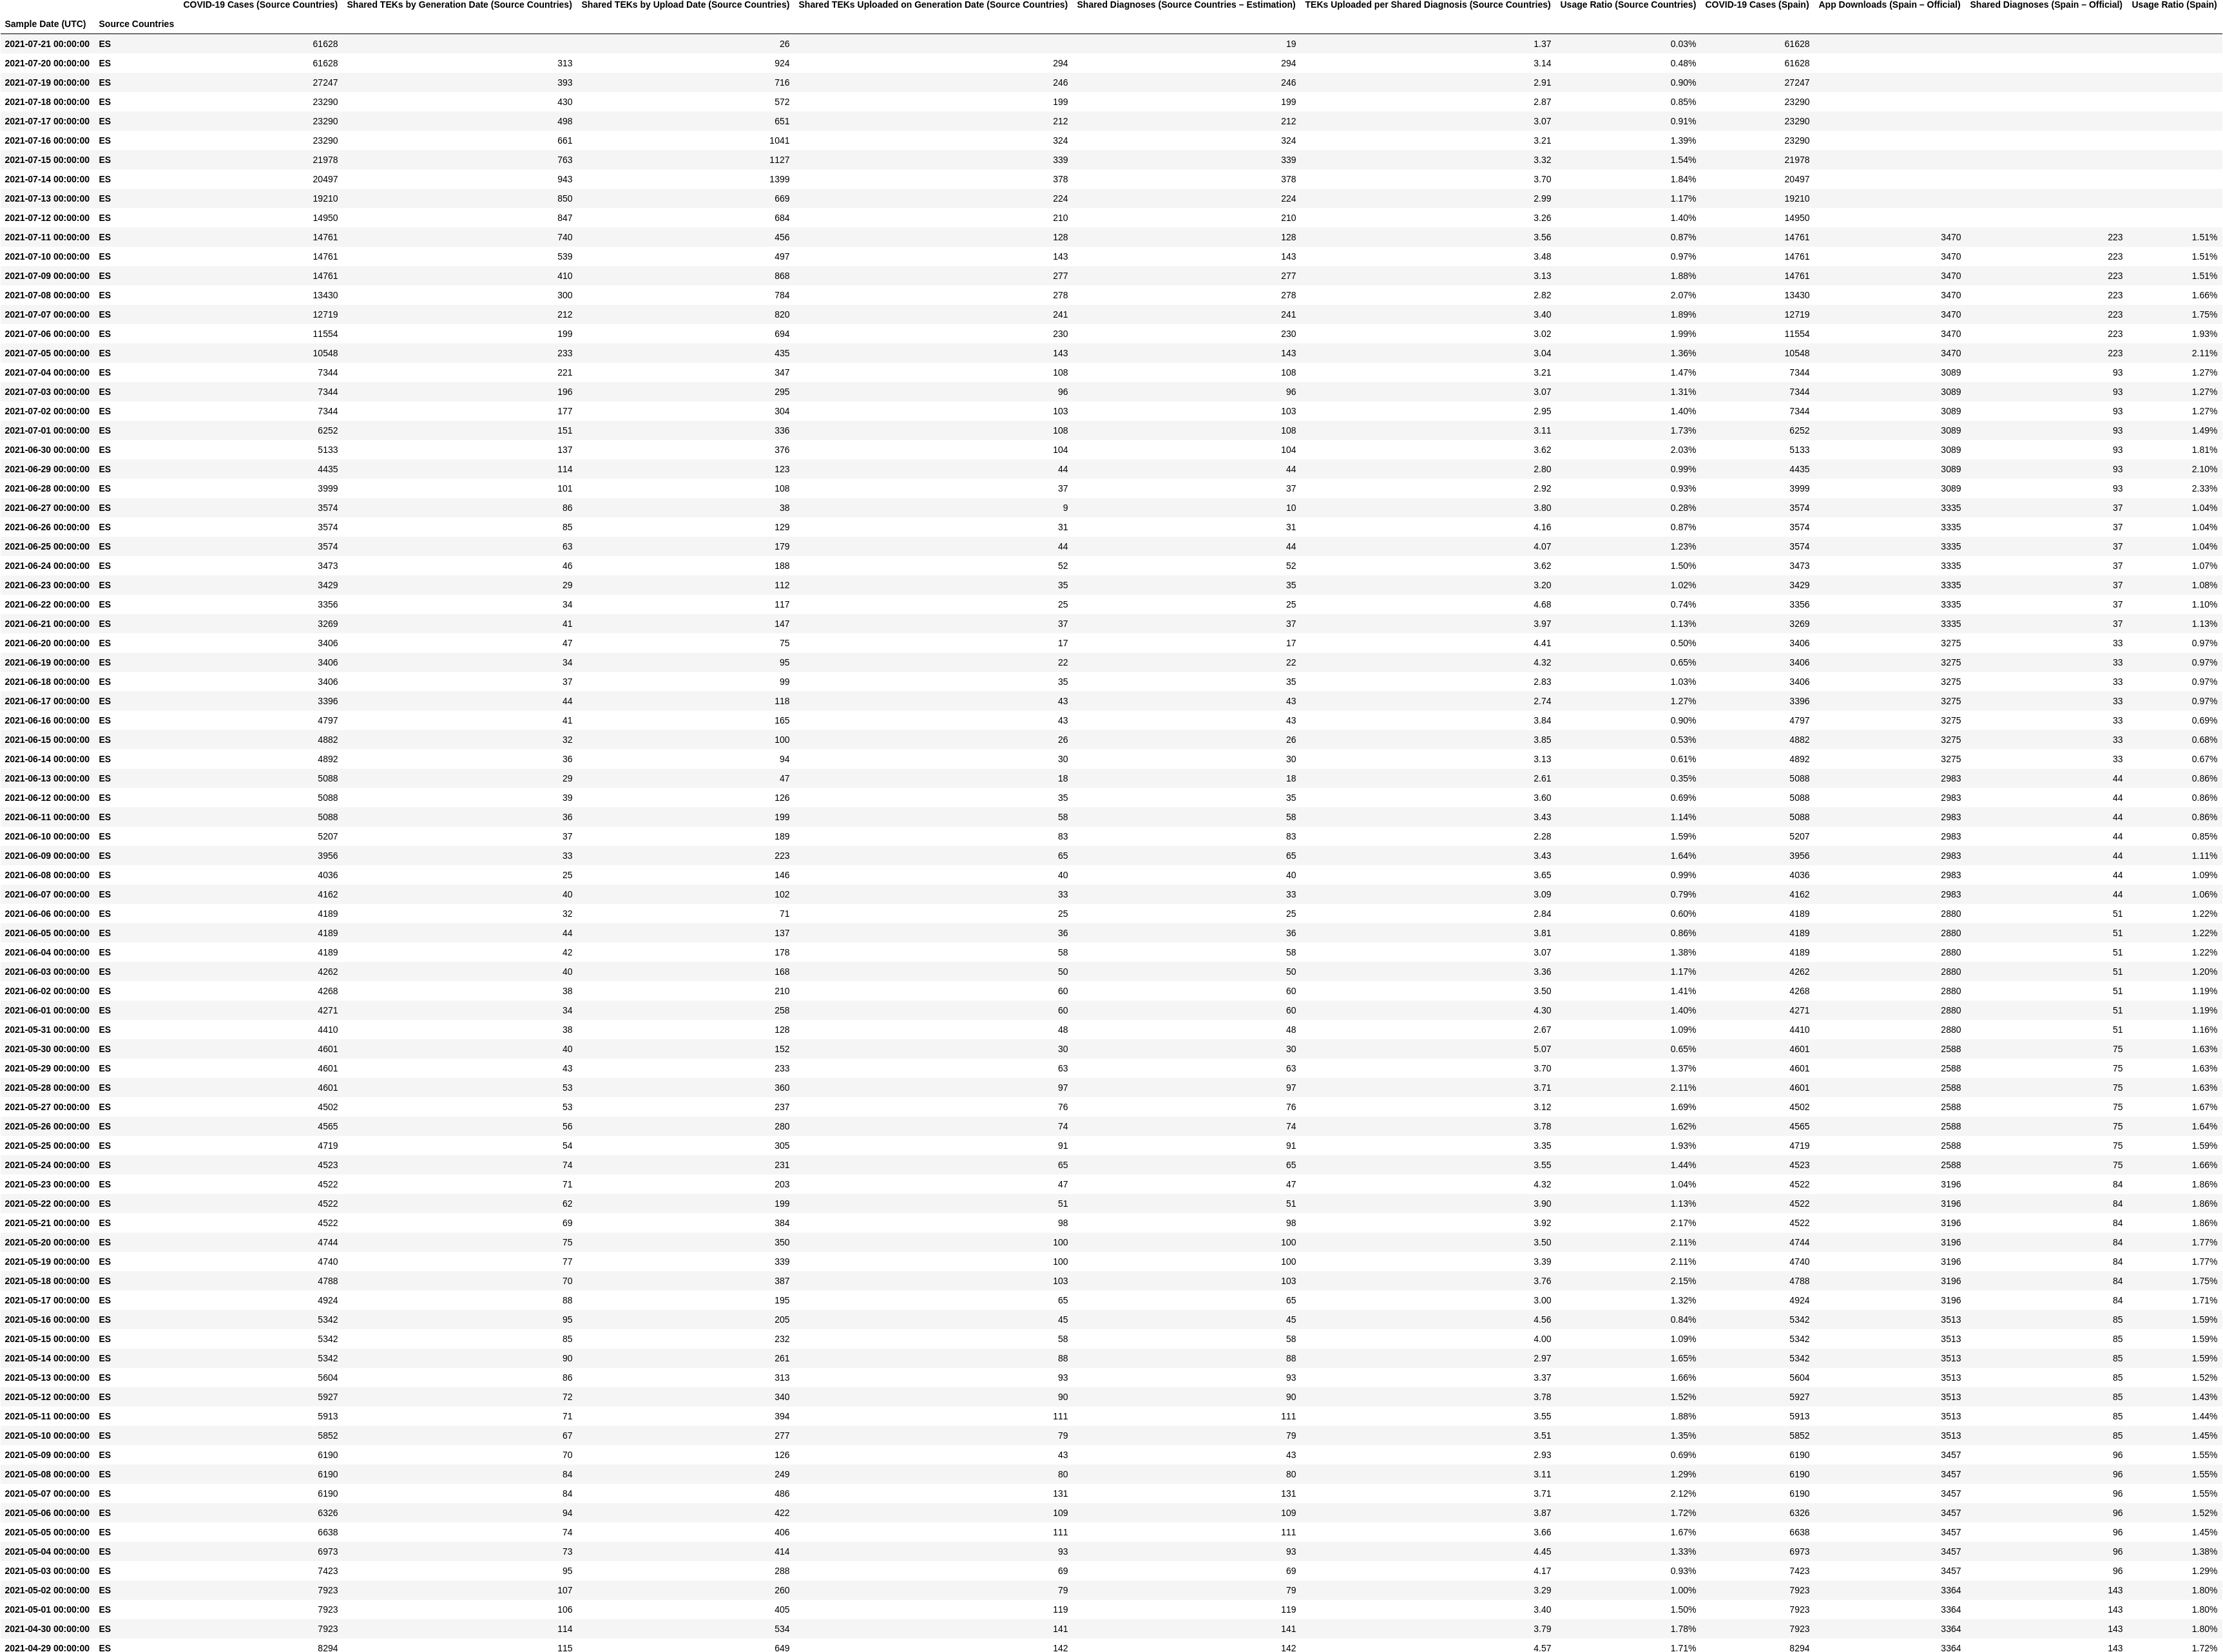 COVID-19 Cases (Source Countries) Shared TEKs by Generation Date (Source Countries) Shared TEKs by Upload Date (Source Countries) Shared TEKs Uploaded on Generation Date (Source Countries) Shared Diagnoses (Source Countries – Estimation) TEKs Uploaded per Shared Diagnosis (Source Countries) Usage Ratio (Source Countries) COVID-19 Cases (Spain) App Downloads (Spain – Official) Shared Diagnoses (Spain – Official) Usage Ratio (Spain)
Sample Date (UTC) Source Countries
2021-07-21 00:00:00 ES 61628 26 19 1.37 0.03% 61628
2021-07-20 00:00:00 ES 61628 313 924 294 294 3.14 0.48% 61628
2021-07-19 00:00:00 ES 27247 393 716 246 246 2.91 0.90% 27247
2021-07-18 00:00:00 ES 23290 430 572 199 199 2.87 0.85% 23290
2021-07-17 00:00:00 ES 23290 498 651 212 212 3.07 0.91% 23290
2021-07-16 00:00:00 ES 23290 661 1041 324 324 3.21 1.39% 23290
2021-07-15 00:00:00 ES 21978 763 1127 339 339 3.32 1.54% 21978
2021-07-14 00:00:00 ES 20497 943 1399 378 378 3.70 1.84% 20497
2021-07-13 00:00:00 ES 19210 850 669 224 224 2.99 1.17% 19210
2021-07-12 00:00:00 ES 14950 847 684 210 210 3.26 1.40% 14950
2021-07-11 00:00:00 ES 14761 740 456 128 128 3.56 0.87% 14761 3470 223 1.51%
2021-07-10 00:00:00 ES 14761 539 497 143 143 3.48 0.97% 14761 3470 223 1.51%
2021-07-09 00:00:00 ES 14761 410 868 277 277 3.13 1.88% 14761 3470 223 1.51%
2021-07-08 00:00:00 ES 13430 300 784 278 278 2.82 2.07% 13430 3470 223 1.66%
2021-07-07 00:00:00 ES 12719 212 820 241 241 3.40 1.89% 12719 3470 223 1.75%
2021-07-06 00:00:00 ES 11554 199 694 230 230 3.02 1.99% 11554 3470 223 1.93%
2021-07-05 00:00:00 ES 10548 233 435 143 143 3.04 1.36% 10548 3470 223 2.11%
2021-07-04 00:00:00 ES 7344 221 347 108 108 3.21 1.47% 7344 3089 93 1.27%
2021-07-03 00:00:00 ES 7344 196 295 96 96 3.07 1.31% 7344 3089 93 1.27%
2021-07-02 00:00:00 ES 7344 177 304 103 103 2.95 1.40% 7344 3089 93 1.27%
2021-07-01 00:00:00 ES 6252 151 336 108 108 3.11 1.73% 6252 3089 93 1.49%
2021-06-30 00:00:00 ES 5133 137 376 104 104 3.62 2.03% 5133 3089 93 1.81%
2021-06-29 00:00:00 ES 4435 114 123 44 44 2.80 0.99% 4435 3089 93 2.10%
2021-06-28 00:00:00 ES 3999 101 108 37 37 2.92 0.93% 3999 3089 93 2.33%
2021-06-27 00:00:00 ES 3574 86 38 9 10 3.80 0.28% 3574 3335 37 1.04%
2021-06-26 00:00:00 ES 3574 85 129 31 31 4.16 0.87% 3574 3335 37 1.04%
2021-06-25 00:00:00 ES 3574 63 179 44 44 4.07 1.23% 3574 3335 37 1.04%
2021-06-24 00:00:00 ES 3473 46 188 52 52 3.62 1.50% 3473 3335 37 1.07%
2021-06-23 00:00:00 ES 3429 29 112 35 35 3.20 1.02% 3429 3335 37 1.08%
2021-06-22 00:00:00 ES 3356 34 117 25 25 4.68 0.74% 3356 3335 37 1.10%
2021-06-21 00:00:00 ES 3269 41 147 37 37 3.97 1.13% 3269 3335 37 1.13%
2021-06-20 00:00:00 ES 3406 47 75 17 17 4.41 0.50% 3406 3275 33 0.97%
2021-06-19 00:00:00 ES 3406 34 95 22 22 4.32 0.65% 3406 3275 33 0.97%
2021-06-18 00:00:00 ES 3406 37 99 35 35 2.83 1.03% 3406 3275 33 0.97%
2021-06-17 00:00:00 ES 3396 44 118 43 43 2.74 1.27% 3396 3275 33 0.97%
2021-06-16 00:00:00 ES 4797 41 165 43 43 3.84 0.90% 4797 3275 33 0.69%
2021-06-15 00:00:00 ES 4882 32 100 26 26 3.85 0.53% 4882 3275 33 0.68%
2021-06-14 00:00:00 ES 4892 36 94 30 30 3.13 0.61% 4892 3275 33 0.67%
2021-06-13 00:00:00 ES 5088 29 47 18 18 2.61 0.35% 5088 2983 44 0.86%
2021-06-12 00:00:00 ES 5088 39 126 35 35 3.60 0.69% 5088 2983 44 0.86%
2021-06-11 00:00:00 ES 5088 36 199 58 58 3.43 1.14% 5088 2983 44 0.86%
2021-06-10 00:00:00 ES 5207 37 189 83 83 2.28 1.59% 5207 2983 44 0.85%
2021-06-09 00:00:00 ES 3956 33 223 65 65 3.43 1.64% 3956 2983 44 1.11%
2021-06-08 00:00:00 ES 4036 25 146 40 40 3.65 0.99% 4036 2983 44 1.09%
2021-06-07 00:00:00 ES 4162 40 102 33 33 3.09 0.79% 4162 2983 44 1.06%
2021-06-06 00:00:00 ES 4189 32 71 25 25 2.84 0.60% 4189 2880 51 1.22%
2021-06-05 00:00:00 ES 4189 44 137 36 36 3.81 0.86% 4189 2880 51 1.22%
2021-06-04 00:00:00 ES 4189 42 178 58 58 3.07 1.38% 4189 2880 51 1.22%
2021-06-03 00:00:00 ES 4262 40 168 50 50 3.36 1.17% 4262 2880 51 1.20%
2021-06-02 00:00:00 ES 4268 38 210 60 60 3.50 1.41% 4268 2880 51 1.19%
2021-06-01 00:00:00 ES 4271 34 258 60 60 4.30 1.40% 4271 2880 51 1.19%
2021-05-31 00:00:00 ES 4410 38 128 48 48 2.67 1.09% 4410 2880 51 1.16%
2021-05-30 00:00:00 ES 4601 40 152 30 30 5.07 0.65% 4601 2588 75 1.63%
2021-05-29 00:00:00 ES 4601 43 233 63 63 3.70 1.37% 4601 2588 75 1.63%
2021-05-28 00:00:00 ES 4601 53 360 97 97 3.71 2.11% 4601 2588 75 1.63%
2021-05-27 00:00:00 ES 4502 53 237 76 76 3.12 1.69% 4502 2588 75 1.67%
2021-05-26 00:00:00 ES 4565 56 280 74 74 3.78 1.62% 4565 2588 75 1.64%
2021-05-25 00:00:00 ES 4719 54 305 91 91 3.35 1.93% 4719 2588 75 1.59%
2021-05-24 00:00:00 ES 4523 74 231 65 65 3.55 1.44% 4523 2588 75 1.66%
2021-05-23 00:00:00 ES 4522 71 203 47 47 4.32 1.04% 4522 3196 84 1.86%
2021-05-22 00:00:00 ES 4522 62 199 51 51 3.90 1.13% 4522 3196 84 1.86%
2021-05-21 00:00:00 ES 4522 69 384 98 98 3.92 2.17% 4522 3196 84 1.86%
2021-05-20 00:00:00 ES 4744 75 350 100 100 3.50 2.11% 4744 3196 84 1.77%
2021-05-19 00:00:00 ES 4740 77 339 100 100 3.39 2.11% 4740 3196 84 1.77%
2021-05-18 00:00:00 ES 4788 70 387 103 103 3.76 2.15% 4788 3196 84 1.75%
2021-05-17 00:00:00 ES 4924 88 195 65 65 3.00 1.32% 4924 3196 84 1.71%
2021-05-16 00:00:00 ES 5342 95 205 45 45 4.56 0.84% 5342 3513 85 1.59%
2021-05-15 00:00:00 ES 5342 85 232 58 58 4.00 1.09% 5342 3513 85 1.59%
2021-05-14 00:00:00 ES 5342 90 261 88 88 2.97 1.65% 5342 3513 85 1.59%
2021-05-13 00:00:00 ES 5604 86 313 93 93 3.37 1.66% 5604 3513 85 1.52%
2021-05-12 00:00:00 ES 5927 72 340 90 90 3.78 1.52% 5927 3513 85 1.43%
2021-05-11 00:00:00 ES 5913 71 394 111 111 3.55 1.88% 5913 3513 85 1.44%
2021-05-10 00:00:00 ES 5852 67 277 79 79 3.51 1.35% 5852 3513 85 1.45%
2021-05-09 00:00:00 ES 6190 70 126 43 43 2.93 0.69% 6190 3457 96 1.55%
2021-05-08 00:00:00 ES 6190 84 249 80 80 3.11 1.29% 6190 3457 96 1.55%
2021-05-07 00:00:00 ES 6190 84 486 131 131 3.71 2.12% 6190 3457 96 1.55%
2021-05-06 00:00:00 ES 6326 94 422 109 109 3.87 1.72% 6326 3457 96 1.52%
2021-05-05 00:00:00 ES 6638 74 406 111 111 3.66 1.67% 6638 3457 96 1.45%
2021-05-04 00:00:00 ES 6973 73 414 93 93 4.45 1.33% 6973 3457 96 1.38%
2021-05-03 00:00:00 ES 7423 95 288 69 69 4.17 0.93% 7423 3457 96 1.29%
2021-05-02 00:00:00 ES 7923 107 260 79 79 3.29 1.00% 7923 3364 143 1.80%
2021-05-01 00:00:00 ES 7923 106 405 119 119 3.40 1.50% 7923 3364 143 1.80%
2021-04-30 00:00:00 ES 7923 114 534 141 141 3.79 1.78% 7923 3364 143 1.80%
2021-04-29 00:00:00 ES 8294 115 649 142 142 4.57 1.71% 8294 3364 143 1.72%